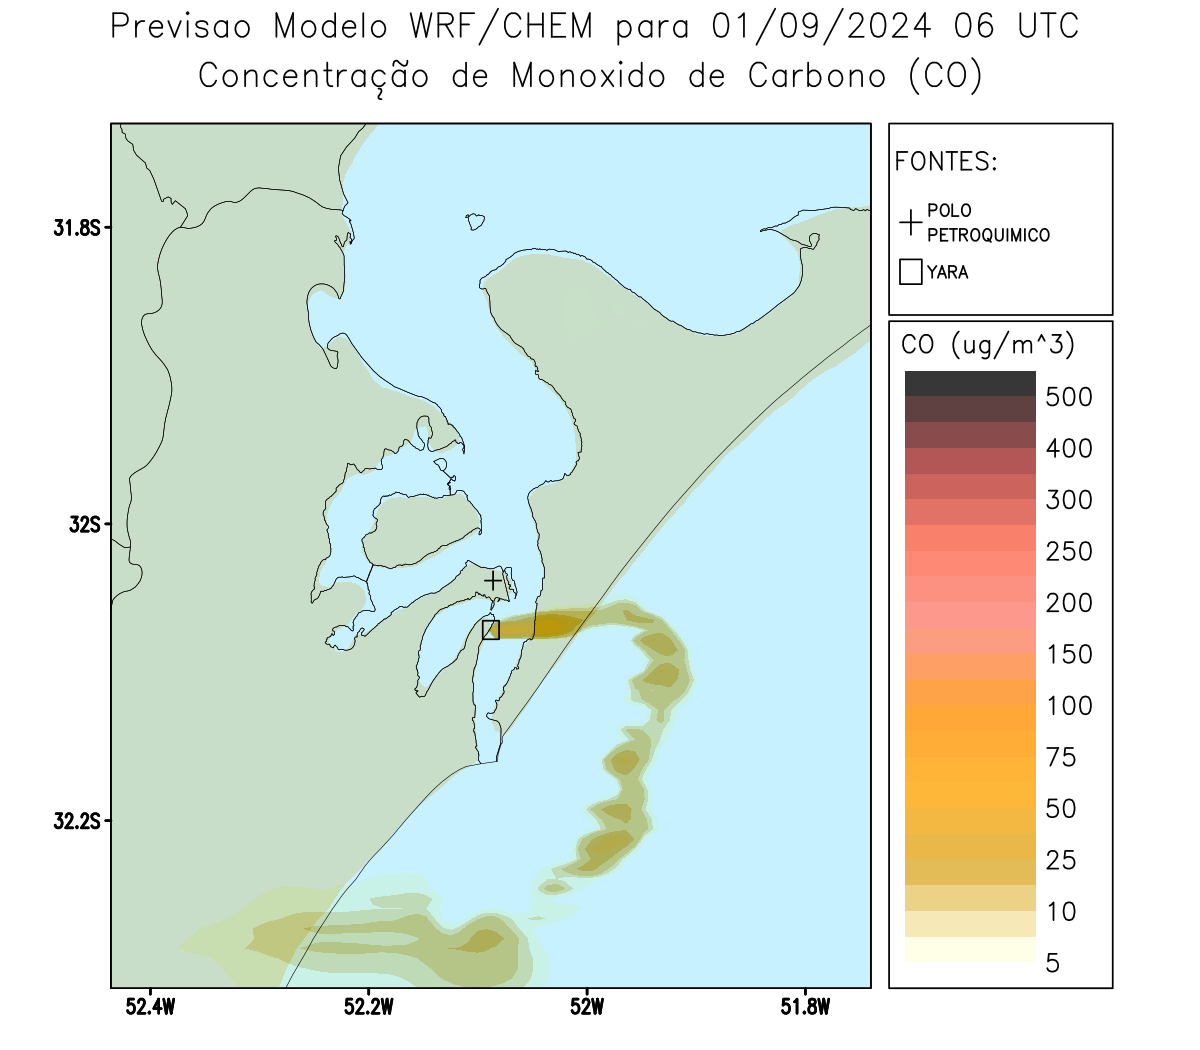 Previsao Modelo WRF/CHEM para 01/09/2024 06 UTC
Concentração de Monoxido de Carbono (CO)
FONTES:
POLO
PETROQUIMICO
YARA
CO (ug/m^3)
500
400
300
250
200
150
100
75
50
25
10
5
31.8S
32S
32.2S
52.4W
52.2W
52W
51.8W